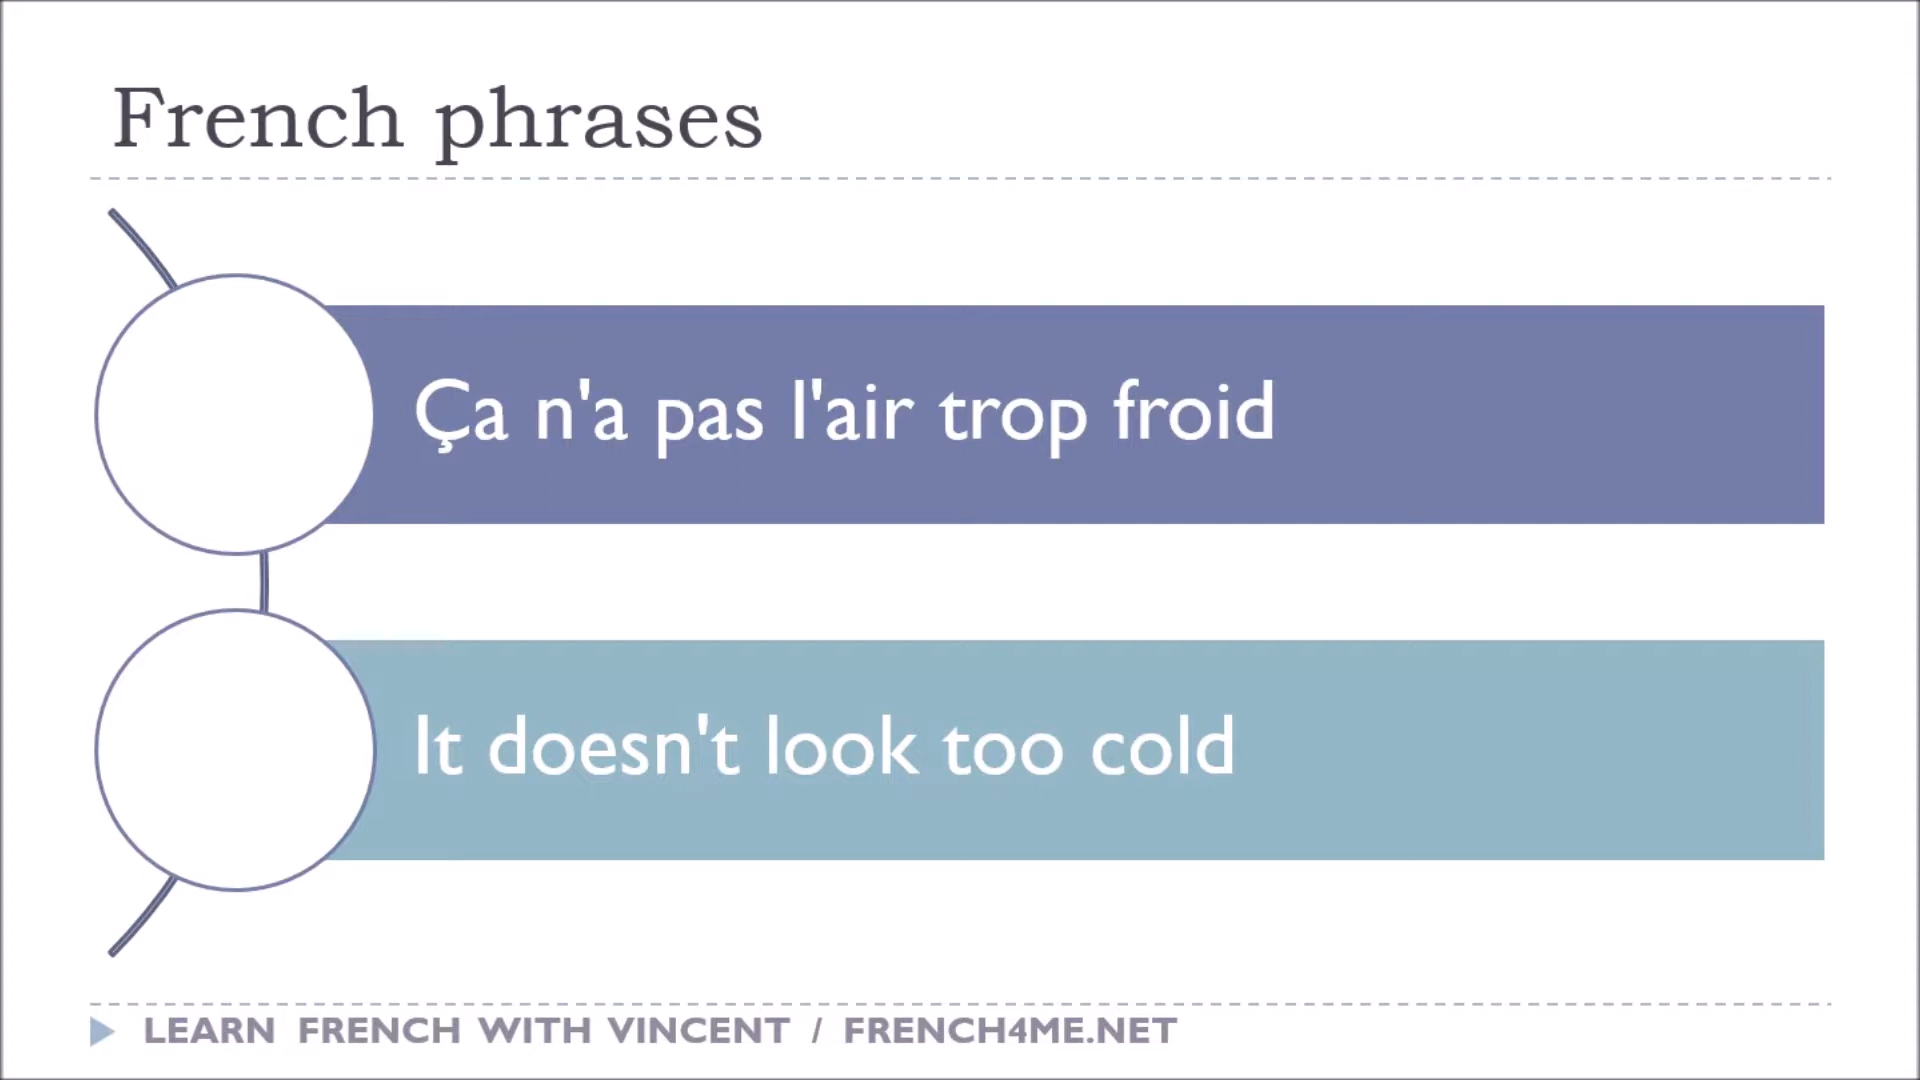 French phrases
Ça n'a pas l'air trop froid
It doesn't look too cold
LEARN FRENCH WITH VINCENT / FRENCH4ME.NET